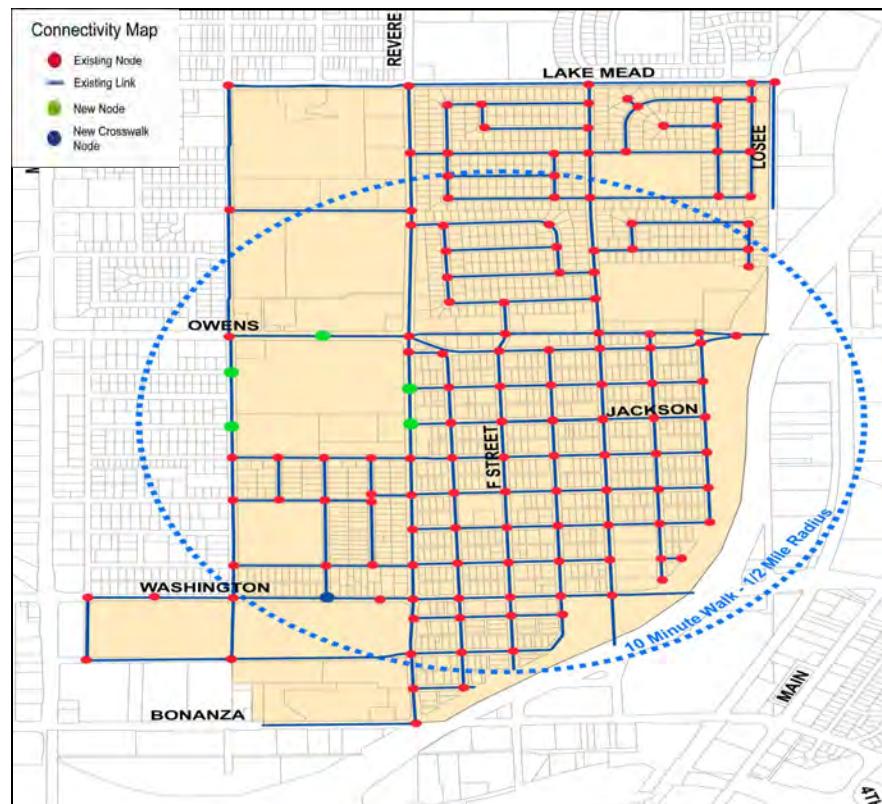 Connectivity Map
Existing Node
Existing Link
New Node
New Crosswalk
Node
REVERE
LAKE MEAD
LOSEE
OWENS
JACKSON
F STREET
WASHINGTON
10 Minute Walk - 1/2 Mile Radius
MAIN
BONANZA
4TH